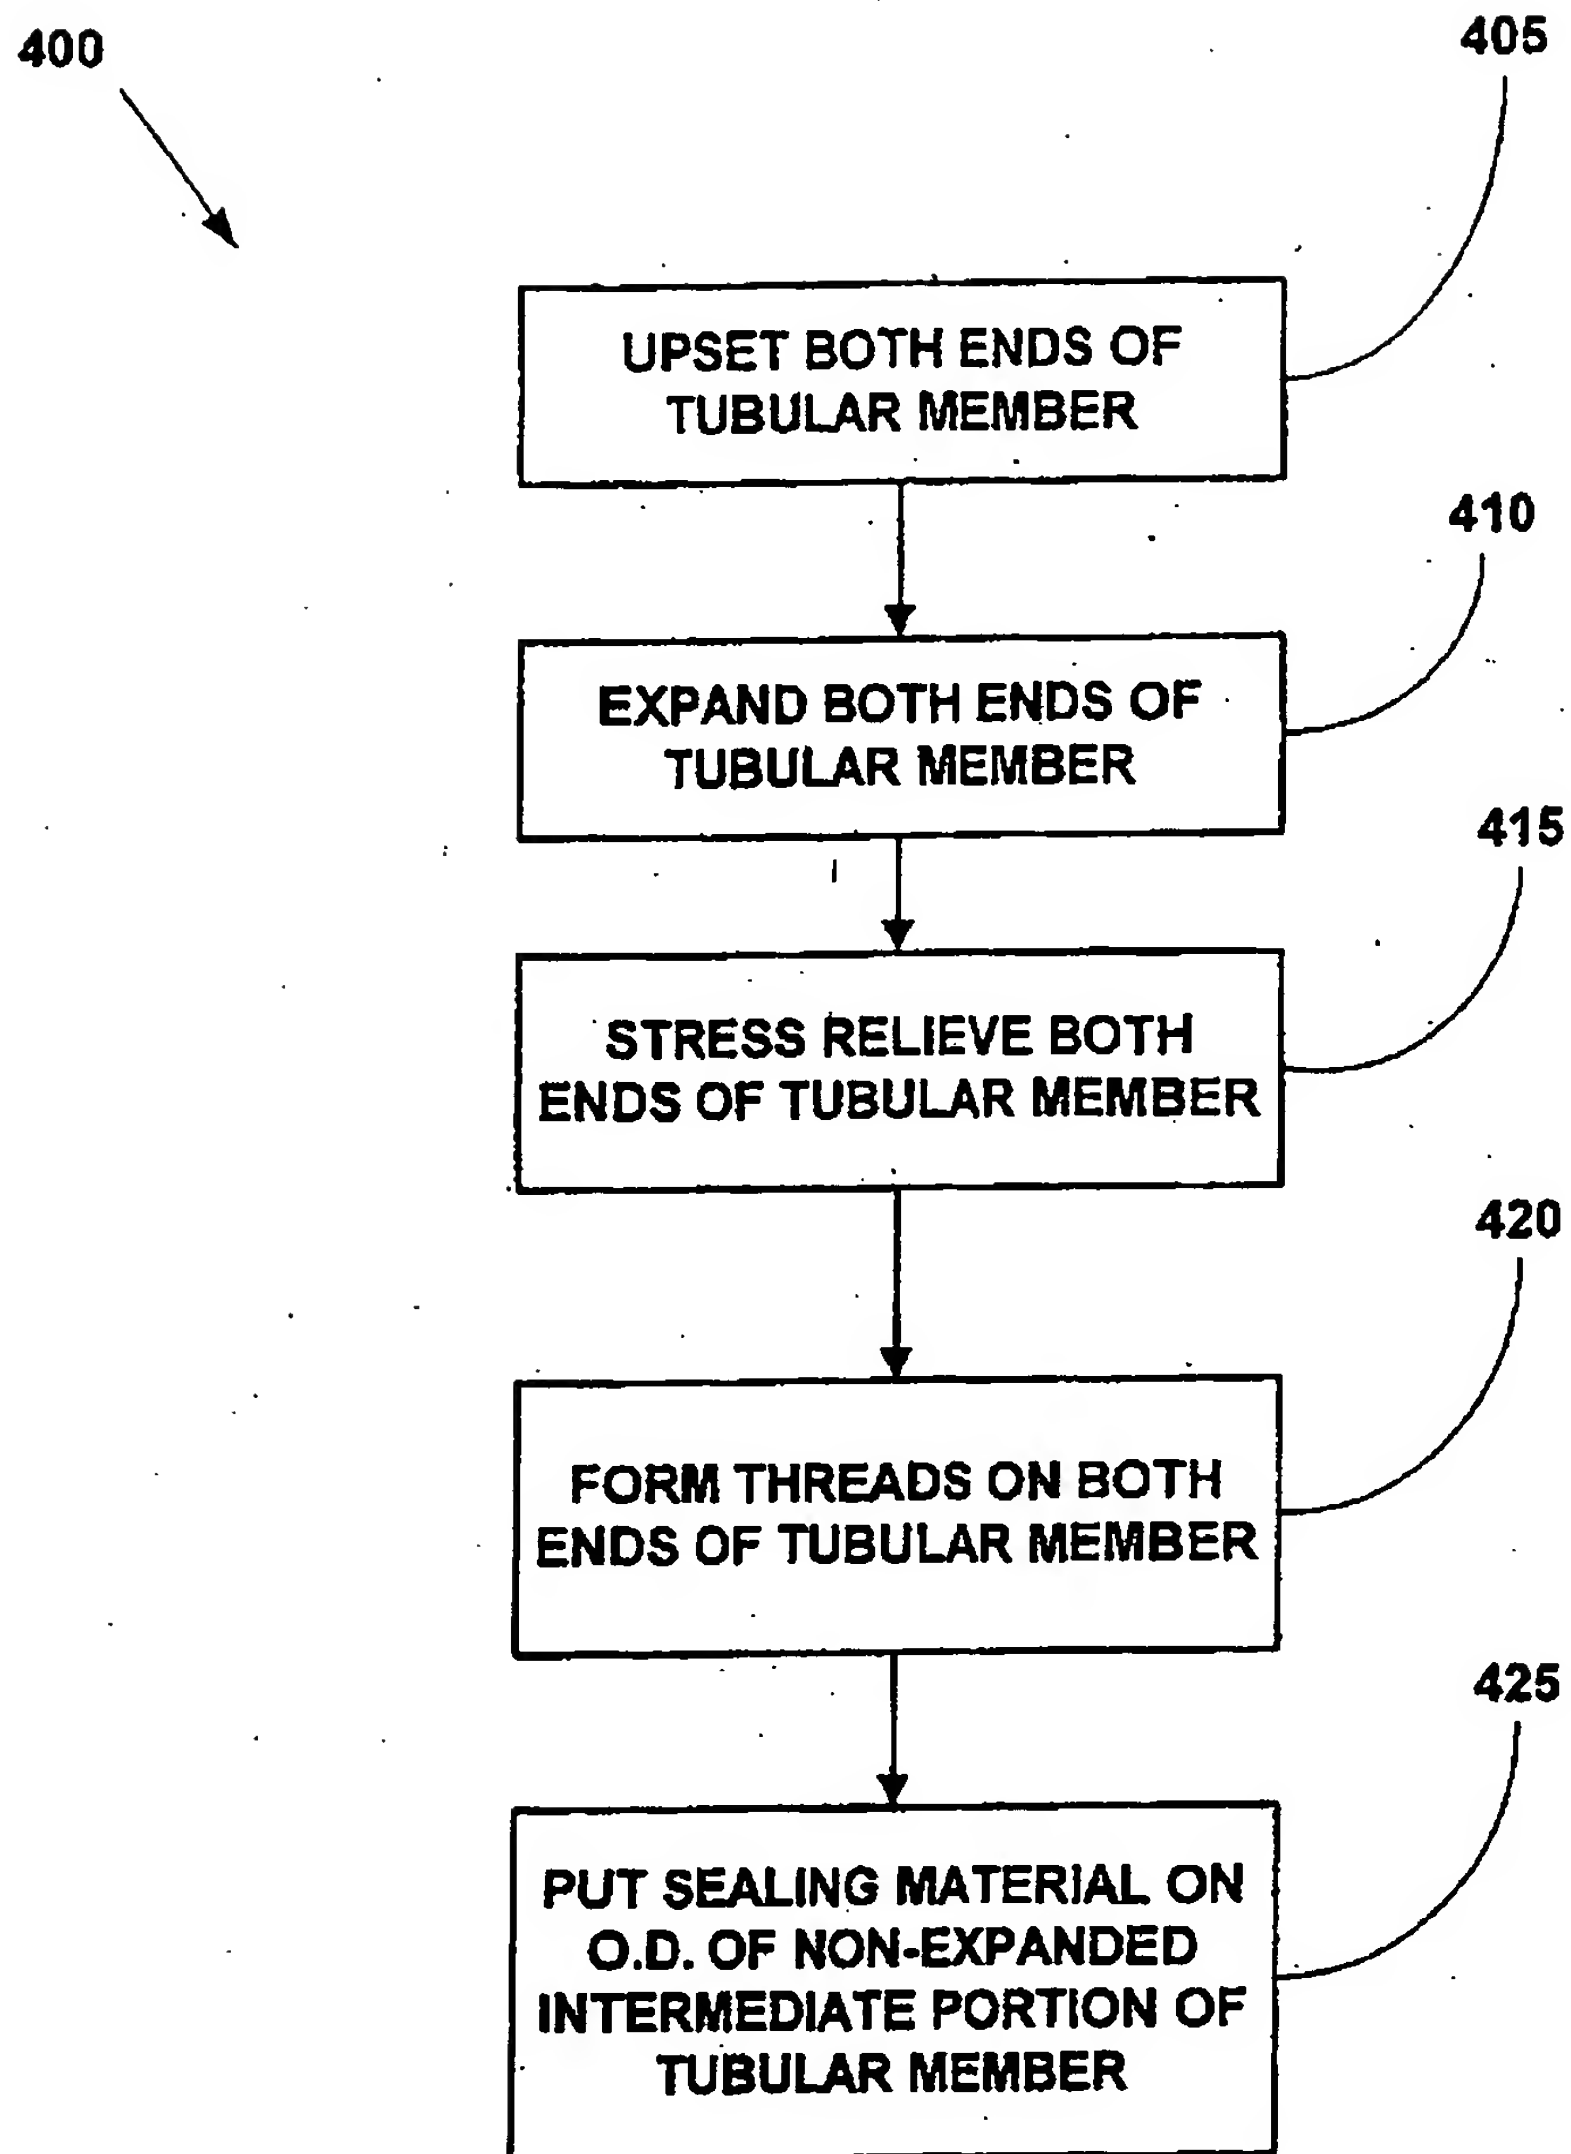 400
405
UPSET BOTH ENDS OF
TUBULAR MEMBER
410
EXPAND BOTH ENDS OF
TUBULAR MEMBER
415
STRESS RELIEVE BOTH
ENDS OF TUBULAR MEMBER
420
FORM THREADS ON BOTH
ENDS OF TUBULAR MEMBER
425
PUT SEALING MATERIAL ON
O.D. OF NON-EXPANDED
INTERMEDIATE PORTION OF
TUBULAR MEMBER